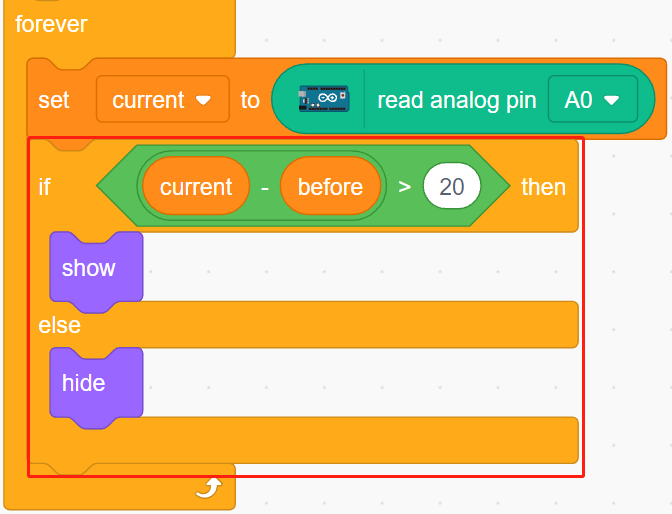 forever
set current to read analog pin A0
if current - before > 20 then
show
else
hide